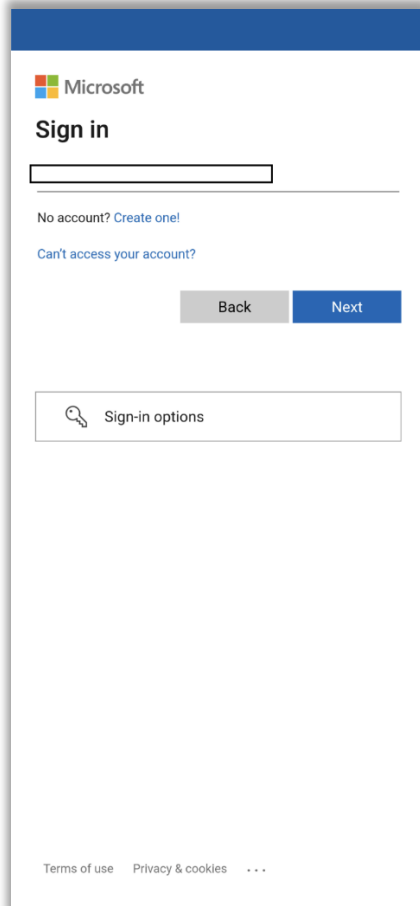 Microsoft
Sign in
No account? Create one!
Can't access your account?
Back Next
Sign-in options
Terms of use Privacy & cookies ...